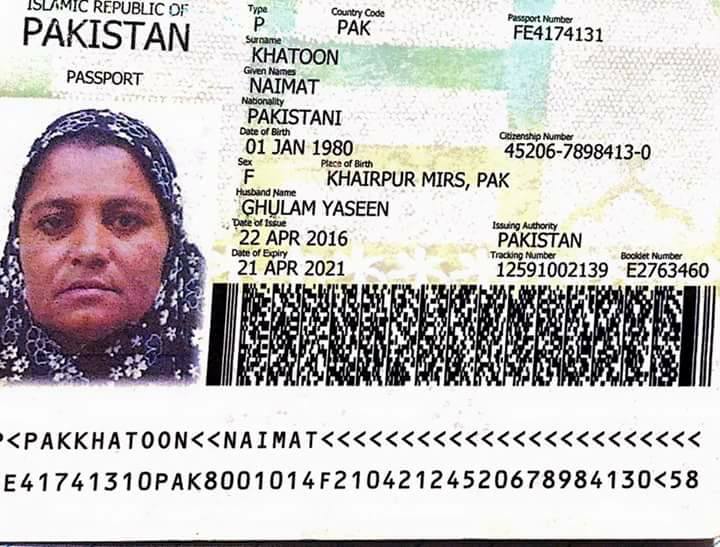 ISLAMIC REPUBLIC OF
PAKISTAN
PASSPORT
Type Country Code Passport Number
P PAK FE4174131
Surname
KHATOON
Given Names
NAIMAT
Nationality
PAKISTANI
Date of Birth Citizenship Number
01 JAN 1980 45206-7898413-0
Sex Place of Birth
F KHAIRPUR MIRS, PAK
Husband Name
GHULAM YASEEN
Date of Issue Issuing Authority
22 APR 2016 PAKISTAN
Date of Expiry Tracking Number Booklet Number
21 APR 2021 12591002139 E2763460
P<PAKKHATOON<<NAIMAT<<<<<<<<<<<<<<<<<<<<<<<<
E41741310PAK8001014F21042124520678984130<58